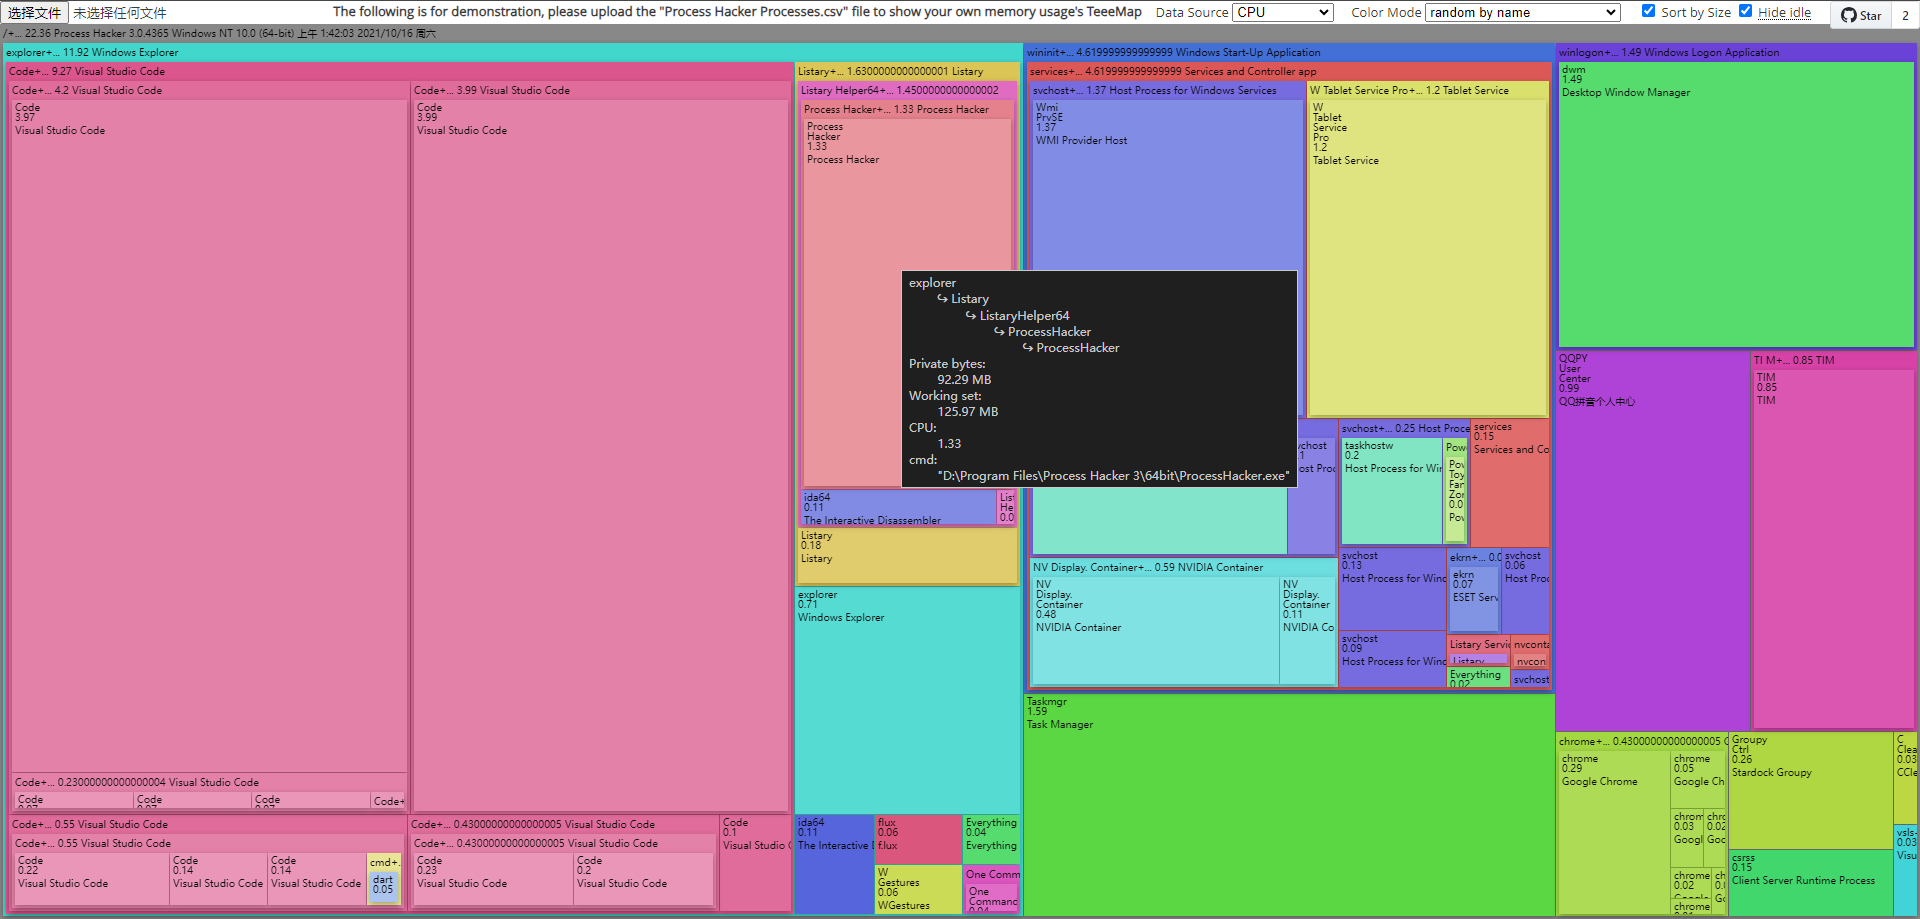 选择文件 未选择任何文件
The following is for demonstration, please upload the "Process Hacker Processes.csv" file to show your own memory usage's TeeeMap
Data Source CPU
Color Mode random by name
Sort by Size
Hide idle
Star 2
/+... 22.36 Process Hacker 3.0.4365 Windows NT 10.0 (64-bit) 上午 1:42:03 2021/10/16 周六
explorer+... 11.92 Windows Explorer
Code+... 9.27 Visual Studio Code
Code+... 4.2 Visual Studio Code
Code
3.97
Visual Studio Code
Code+... 3.99 Visual Studio Code
Code
3.99
Visual Studio Code
Code+... 0.23000000000000004 Visual Studio Code
Code
Code
Code
Code+
Code+... 0.55 Visual Studio Code
Code+... 0.55 Visual Studio Code
Code
0.22
Visual Studio Code
Code
0.14
Visual Studio Code
Code
0.14
Visual Studio Code
cmd+.
dart
0.05
Code+... 0.43000000000000005 Visual Studio Code
Code+... 0.43000000000000005 Visual Studio Code
Code
0.23
Visual Studio Code
Code
0.2
Visual Studio Code
Code
0.1
Visual Studio C
Listary+... 1.6300000000000001 Listary
Listary Helper64+... 1.4500000000000002
Process Hacker+... 1.33 Process Hacker
Process
Hacker
1.33
Process Hacker
ida64
0.11
The Interactive Disassembler
List
He
0.0
Listary
0.18
Listary
explorer
0.71
Windows Explorer
ida64
0.11
The Interactive D
flux
0.06
f.lux
Everything
0.04
Everything
W
Gestures
0.06
WGestures
One Comm
One
Command
0.04
explorer
↪ Listary
↪ ListaryHelper64
↪ ProcessHacker
↪ ProcessHacker
Private bytes:
92.29 MB
Working set:
125.97 MB
CPU:
1.33
cmd:
"D:\Program Files\Process Hacker 3\64bit\ProcessHacker.exe"
wininit+... 4.619999999999999 Windows Start-Up Application
services+... 4.619999999999999 Services and Controller app
svchost+... 1.37 Host Process for Windows Services
Wmi
PrvSE
1.37
WMI Provider Host
W Tablet Service Pro+... 1.2 Tablet Service
W
Tablet
Service
Pro
1.2
Tablet Service
vchost
.1
ost Proc
svchost+... 0.25 Host Proce
taskhostw
0.2
Host Process for Win
Powe
Pov
Toy
Far
Zor
0.0
Pov
services
0.15
Services and Co
NV Display. Container+... 0.59 NVIDIA Container
NV
Display.
Container
0.48
NVIDIA Container
NV
Display.
Container
0.11
NVIDIA Co
svchost
0.13
Host Process for Wind
svchost
0.09
Host Process for Wind
ekrn+... 0.0
ekrn
0.07
ESET Serv
svchost
0.06
Host Proc
Listary Servic
Listary
Everything
0.02
nvconta
nvcon
svchost
Taskmgr
1.59
Task Manager
winlogon+... 1.49 Windows Logon Application
dwm
1.49
Desktop Window Manager
QQPY
User
Center
0.99
QQ拼音个人中心
TI M+... 0.85 TIM
TIM
0.85
TIM
chrome+... 0.43000000000000005 G
chrome
0.29
Google Chrome
chrome
0.05
Google Ch
chrom
0.03
Googl
chro
0.02
Goo
chrome
0.02
Google
chrome
0.01
Groupy
Ctrl
0.26
Stardock Groupy
C
Clea
0.03
CCle
csrss
0.15
Client Server Runtime Process
vsls-
0.03
Visu